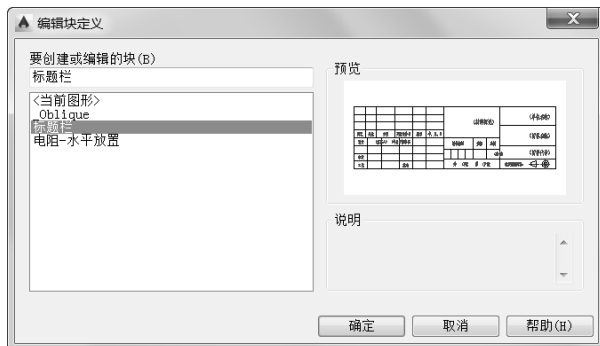 编辑块定义
要创建或编辑的块(B)
标题栏
<当前图形>
_Oblique
标题栏
电阻-水平放置
预览
说明
确定
取消
帮助(H)